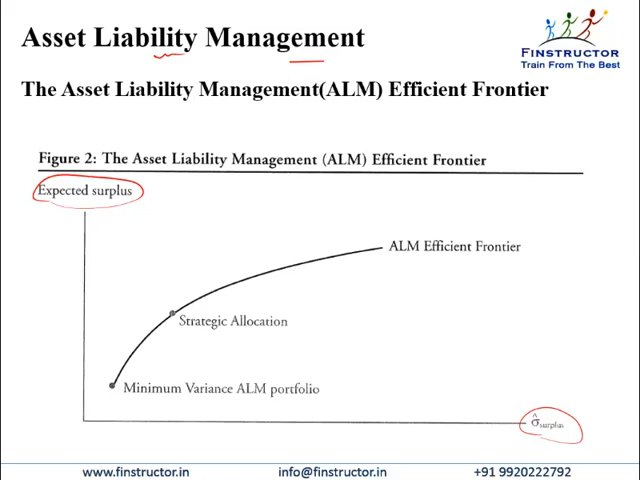 Asset Liability Management
FINSTRUCTOR
TRAIN FROM THE BEST
The Asset Liability Management(ALM) Efficient Frontier
Figure 2: The Asset Liability Management (ALM) Efficient Frontier
Expected surplus
ALM Efficient Frontier
Strategic Allocation
Minimum Variance ALM portfolio
σ̂surplus
www.finstructor.in info@finstructor.in +91 9920222792